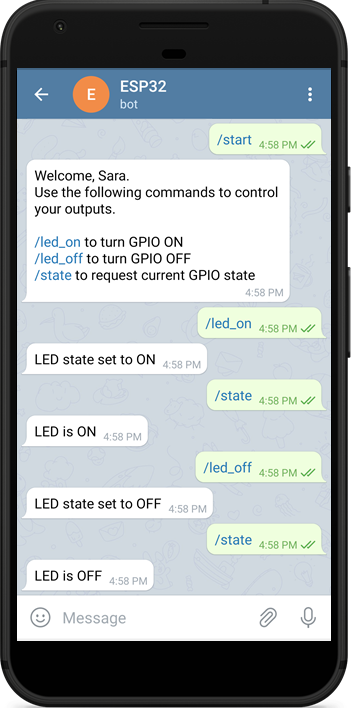 E
ESP32
bot
/start 4:58 PM
Welcome, Sara.
Use the following commands to control
your outputs.
/led_on to turn GPIO ON
/led_off to turn GPIO OFF
/state to request current GPIO state
4:58 PM
/led_on 4:58 PM
LED state set to ON 4:58 PM
/state 4:58 PM
LED is ON 4:58 PM
/led_off 4:58 PM
LED state set to OFF 4:58 PM
/state 4:58 PM
LED is OFF 4:58 PM
Message